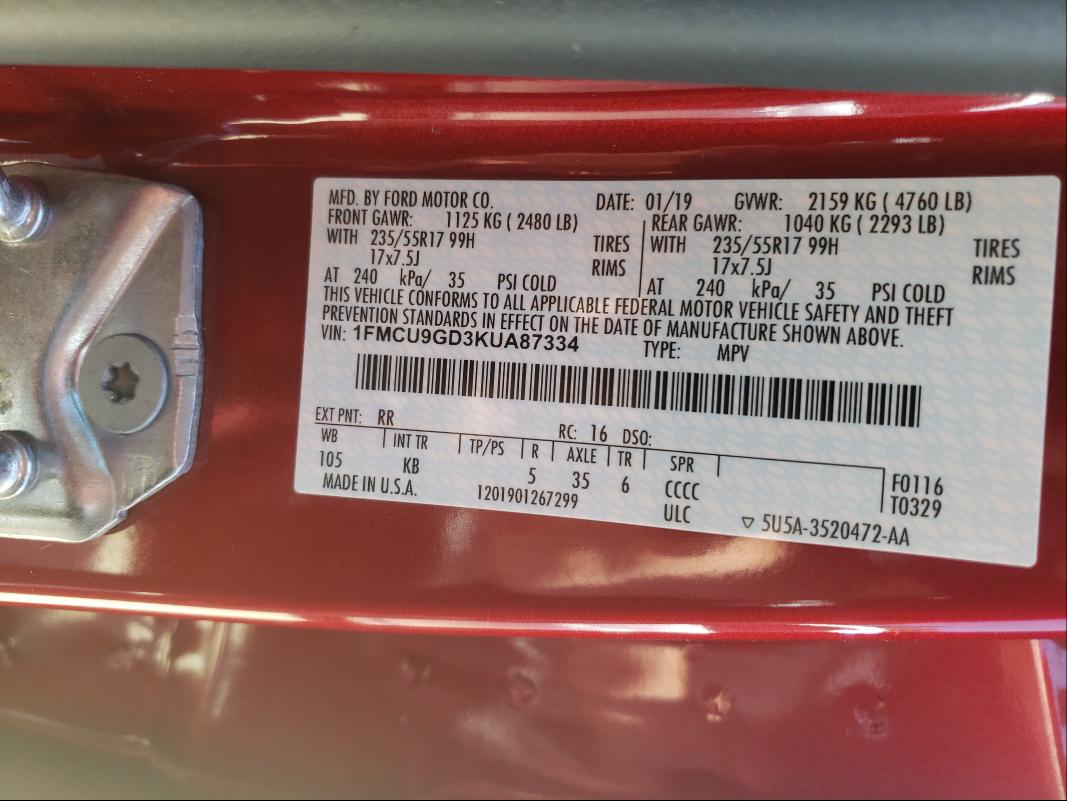 MFD. BY FORD MOTOR CO. DATE: 01/19 GVWR: 2159 KG ( 4760 LB)
FRONT GAWR: 1125 KG ( 2480 LB) REAR GAWR: 1040 KG ( 2293 LB)
WITH 235/55R17 99H TIRES WITH 235/55R17 99H TIRES
17x7.5J RIMS 17x7.5J RIMS
AT 240 kPa/ 35 PSI COLD AT 240 kPa/ 35 PSI COLD
THIS VEHICLE CONFORMS TO ALL APPLICABLE FEDERAL MOTOR VEHICLE SAFETY AND THEFT
PREVENTION STANDARDS IN EFFECT ON THE DATE OF MANUFACTURE SHOWN ABOVE.
VIN: 1FMCU9GD3KUA87334 TYPE: MPV
EXT PNT: RR RC: 16 DSO:
WB INT TR TP/PS R AXLE TR SPR
105 KB 5 35 6 CCCC F0116
MADE IN U.S.A. 1201901267299 ULC T0329
▽ 5U5A-3520472-AA